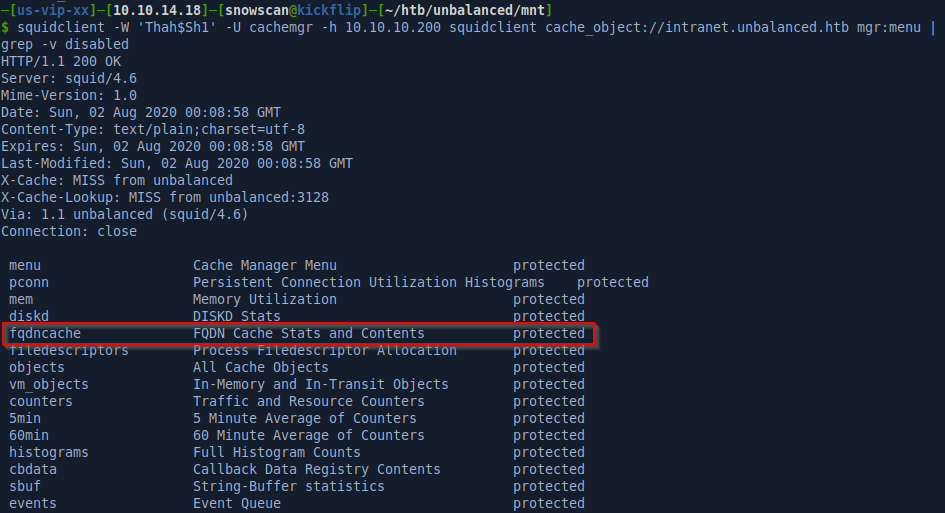 ─[us-vip-xx]─[10.10.14.18]─[snowscan@kickflip]─[~/htb/unbalanced/mnt]
$ squidclient -W 'Thah$Sh1' -U cachemgr -h 10.10.10.200 squidclient cache_object://intranet.unbalanced.htb mgr:menu |
grep -v disabled
HTTP/1.1 200 OK
Server: squid/4.6
Mime-Version: 1.0
Date: Sun, 02 Aug 2020 00:08:58 GMT
Content-Type: text/plain;charset=utf-8
Expires: Sun, 02 Aug 2020 00:08:58 GMT
Last-Modified: Sun, 02 Aug 2020 00:08:58 GMT
X-Cache: MISS from unbalanced
X-Cache-Lookup: MISS from unbalanced:3128
Via: 1.1 unbalanced (squid/4.6)
Connection: close
menu Cache Manager Menu protected
pconn Persistent Connection Utilization Histograms protected
mem Memory Utilization protected
diskd DISKD Stats protected
fqdncache FQDN Cache Stats and Contents protected
filedescriptors Process Filedescriptor Allocation protected
objects All Cache Objects protected
vm_objects In-Memory and In-Transit Objects protected
counters Traffic and Resource Counters protected
5min 5 Minute Average of Counters protected
60min 60 Minute Average of Counters protected
histograms Full Histogram Counts protected
cbdata Callback Data Registry Contents protected
sbuf String-Buffer statistics protected
events Event Queue protected